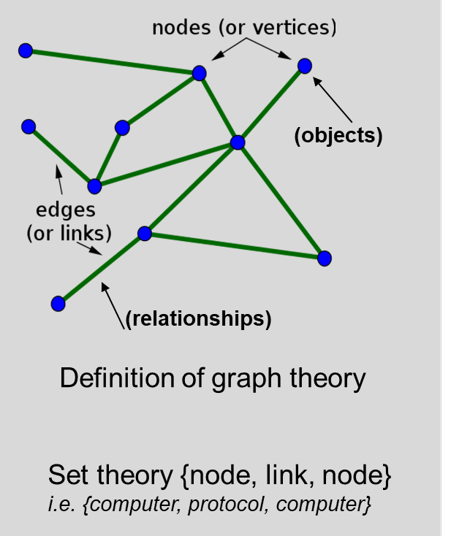 nodes (or vertices)
(objects)
edges
(or links)
(relationships)
Definition of graph theory
Set theory {node, link, node}
i.e. {computer, protocol, computer}